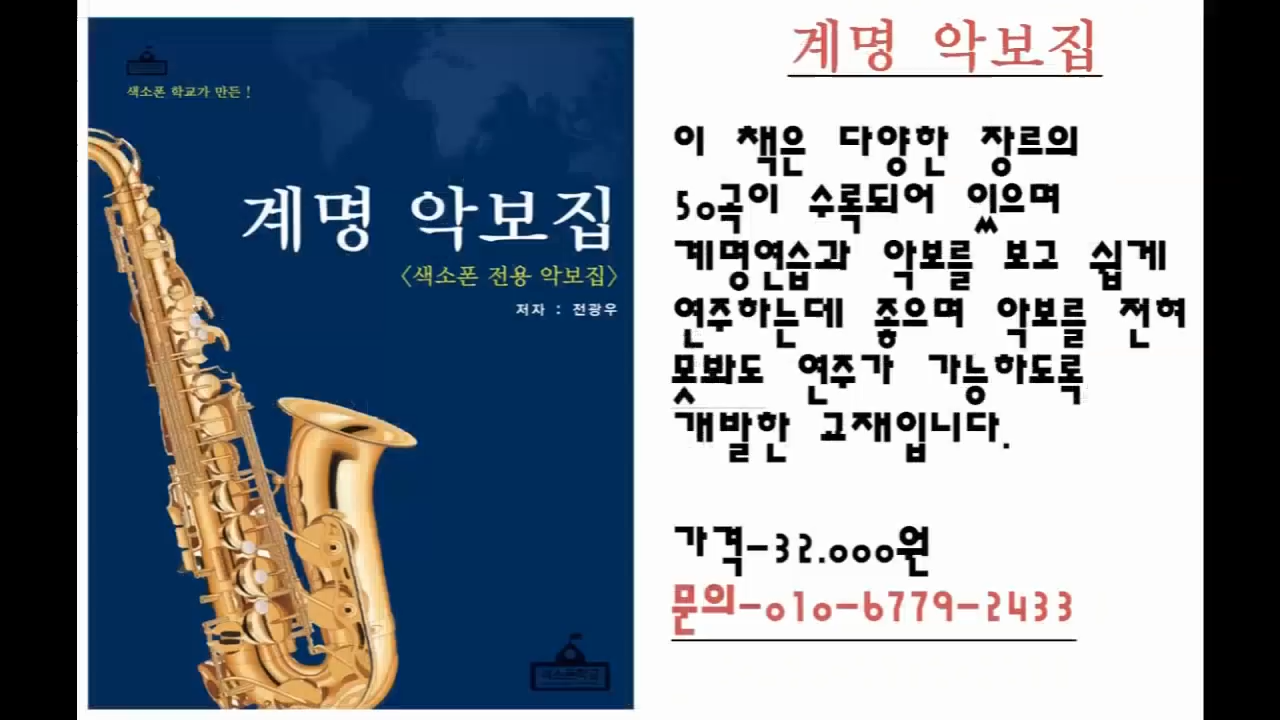 색소폰 학교가 만든 !
계명 악보집
<색소폰 전용 악보집>
저자 : 전광우
색소폰학교
계명 악보집
이 책은 다양한 장르의
50곡이 수록되어 있으며
계명연습과 악보를 보고 쉽게
연주하는데 좋으며 악보를 전혀
못봐도 연주가 가능하도록
개발한 교재입니다.
가격-32.000원
문의-010-6779-2433